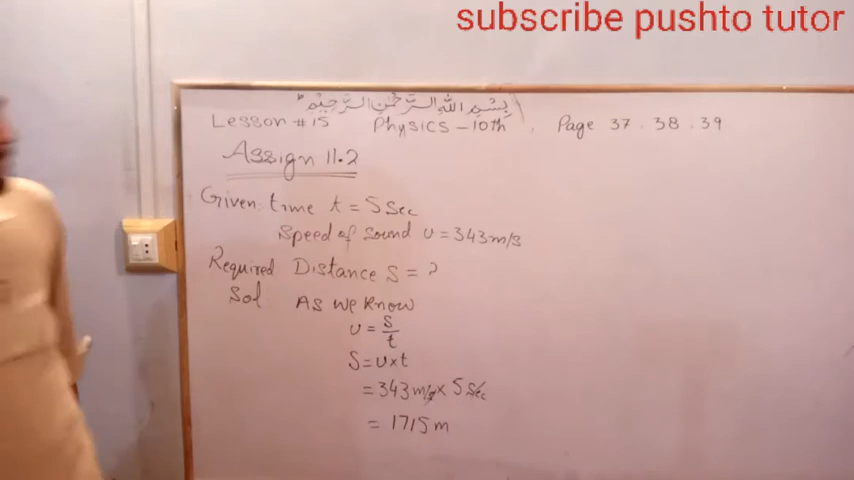 subscribe pushto tutor
بِسْمِ اللهِ الرَّحْمٰنِ الرَّحِيْمِ
Lesson # 15 Physics - 10th , Page 37 . 38 . 39
Assign 11.2
Given time t = 5 Sec
Speed of Sound v = 343 m/s
Required Distance S = ?
Sol As we know
v = S/t
S = v × t
= 343 m/s × 5 Sec
= 1715 m